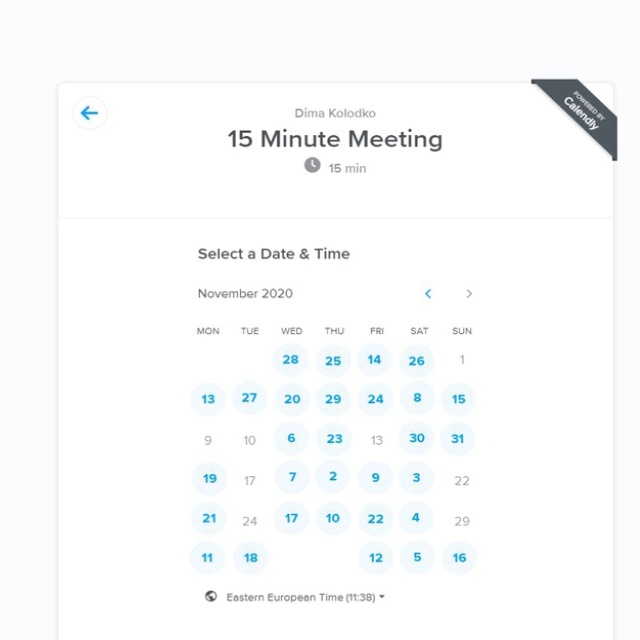 POWERED BY
Calendly
Dima Kolodko
15 Minute Meeting
15 min
Select a Date & Time
November 2020
MON TUE WED THU FRI SAT SUN
28 25 14 26 1
13 27 20 29 24 8 15
9 10 6 23 13 30 31
19 17 7 2 9 3 22
21 24 17 10 22 4 29
11 18 12 5 16
Eastern European Time (11:38)